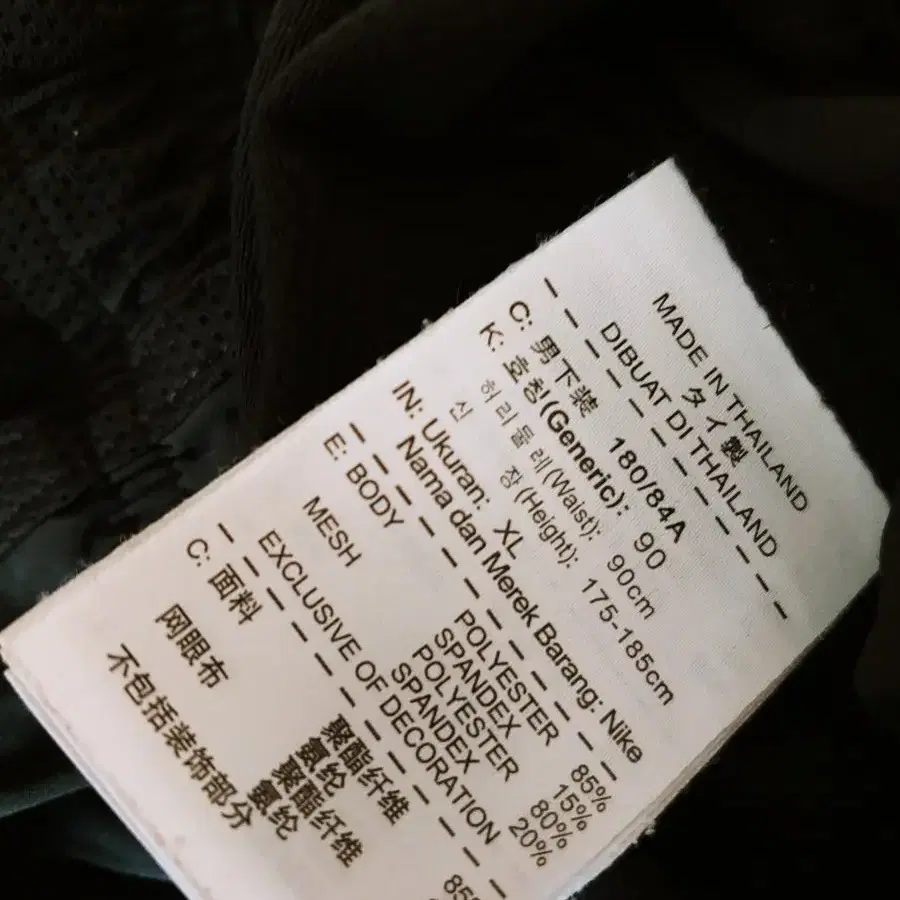 MADE IN THAILAND
タイ製
DIBUAT DI THAILAND
C: 男下装 180/84A
K: 호칭(Generic): 90
허리둘레(Waist): 90cm
신 장(Height): 175-185cm
IN: Ukuran: XL
Nama dan Merek Barang: Nike
E: BODY POLYESTER 85%
SPANDEX 15%
MESH POLYESTER 80%
SPANDEX 20%
EXCLUSIVE OF DECORATION
C: 面料 聚酯纤维 85
氨纶
网眼布 聚酯纤维
氨纶
不包括装饰部分